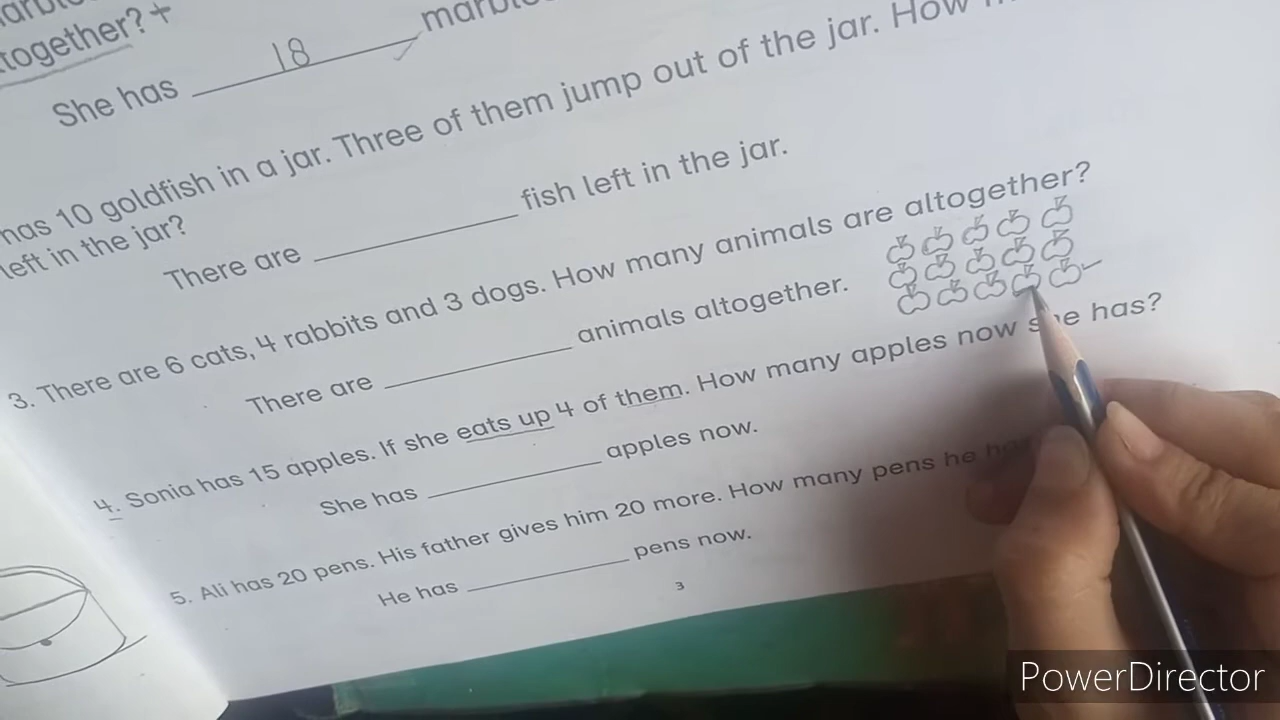 together? +
She has 18
has 10 goldfish in a jar. Three of them jump out of the jar. How
left in the jar?
There are ___ fish left in the jar.
3. There are 6 cats, 4 rabbits and 3 dogs. How many animals are altogether?
There are ___ animals altogether.
4. Sonia has 15 apples. If she eats up 4 of them. How many apples now she has?
She has ___ apples now.
5. Ali has 20 pens. His father gives him 20 more. How many pens he
He has ___ pens now.
3
PowerDirector